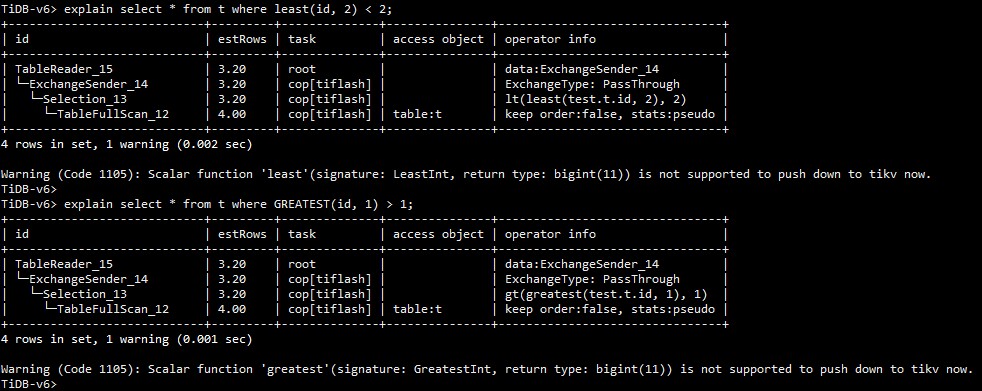 TiDB-v6> explain select * from t where least(id, 2) < 2;
+------------------------------+---------+--------------+---------------+--------------------------------+
| id                         | estRows | task         | access object | operator info                  |
+------------------------------+---------+--------------+---------------+--------------------------------+
| TableReader_15             | 3.20    | root         |               | data:ExchangeSender_14         |
| └─ExchangeSender_14        | 3.20    | cop[tiflash] |               | ExchangeType: PassThrough      |
|   └─Selection_13           | 3.20    | cop[tiflash] |               | lt(least(test.t.id, 2), 2)     |
|     └─TableFullScan_12     | 4.00    | cop[tiflash] | table:t       | keep order:false, stats:pseudo |
+------------------------------+---------+--------------+---------------+--------------------------------+
4 rows in set, 1 warning (0.002 sec)

Warning (Code 1105): Scalar function 'least'(signature: LeastInt, return type: bigint(11)) is not supported to push down to tikv now.
TiDB-v6>
TiDB-v6> explain select * from t where GREATEST(id, 1) > 1;
+------------------------------+---------+--------------+---------------+--------------------------------+
| id                         | estRows | task         | access object | operator info                  |
+------------------------------+---------+--------------+---------------+--------------------------------+
| TableReader_15             | 3.20    | root         |               | data:ExchangeSender_14         |
| └─ExchangeSender_14        | 3.20    | cop[tiflash] |               | ExchangeType: PassThrough      |
|   └─Selection_13           | 3.20    | cop[tiflash] |               | gt(greatest(test.t.id, 1), 1)  |
|     └─TableFullScan_12     | 4.00    | cop[tiflash] | table:t       | keep order:false, stats:pseudo |
+------------------------------+---------+--------------+---------------+--------------------------------+
4 rows in set, 1 warning (0.001 sec)

Warning (Code 1105): Scalar function 'greatest'(signature: GreatestInt, return type: bigint(11)) is not supported to push down to tikv now.
TiDB-v6>